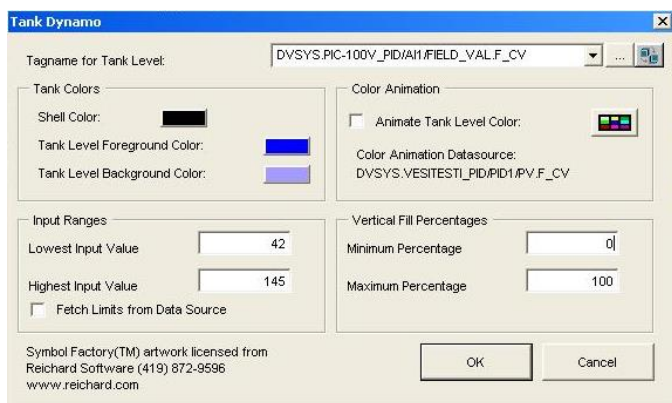 Tank Dynamo
Tagname for Tank Level: DVSYS.PIC-100V_PID/AI1/FIELD_VAL.F_CV ...
Tank Colors
Shell Color:
Tank Level Foreground Color:
Tank Level Background Color:
Color Animation
Animate Tank Level Color:
Color Animation Datasource:
DVSYS.VESITESTI_PID/PID1/PV.F_CV
Input Ranges
Lowest Input Value 42
Highest Input Value 145
Fetch Limits from Data Source
Vertical Fill Percentages
Minimum Percentage 0
Maximum Percentage 100
Symbol Factory(TM) artwork licensed from
Reichard Software (419) 872-9596
www.reichard.com
OK Cancel